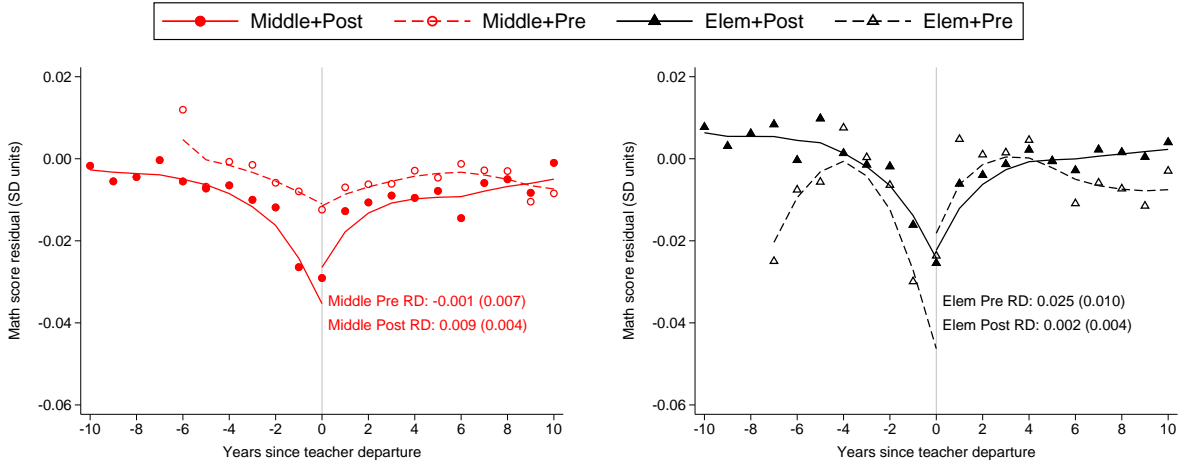 Middle+Post Middle+Pre Elem+Post Elem+Pre
Math score residual (SD units)
0.02
0.00
-0.02
-0.04
-0.06
Middle Pre RD: -0.001 (0.007)
Middle Post RD: 0.009 (0.004)
-10 -8 -6 -4 -2 0 2 4 6 8 10
Years since teacher departure
Math score residual (SD units)
0.02
0.00
-0.02
-0.04
-0.06
Elem Pre RD: 0.025 (0.010)
Elem Post RD: 0.002 (0.004)
-10 -8 -6 -4 -2 0 2 4 6 8 10
Years since teacher departure